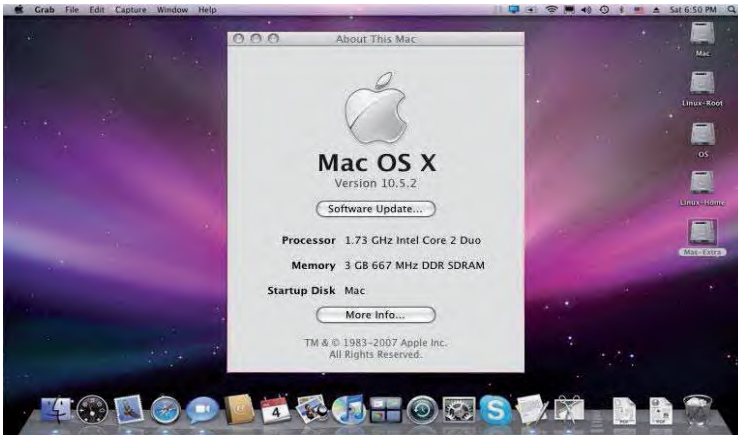 Grab File Edit Capture Window Help Sat 6:50 PM
About This Mac
Mac
Linux-Root
OS
Linux-Home
Mac-Extra
Mac OS X
Version 10.5.2
Software Update...
Processor 1.73 GHz Intel Core 2 Duo
Memory 3 GB 667 MHz DDR SDRAM
Startup Disk Mac
More Info...
TM & © 1983-2007 Apple Inc.
All Rights Reserved.
4
PDF
PDF